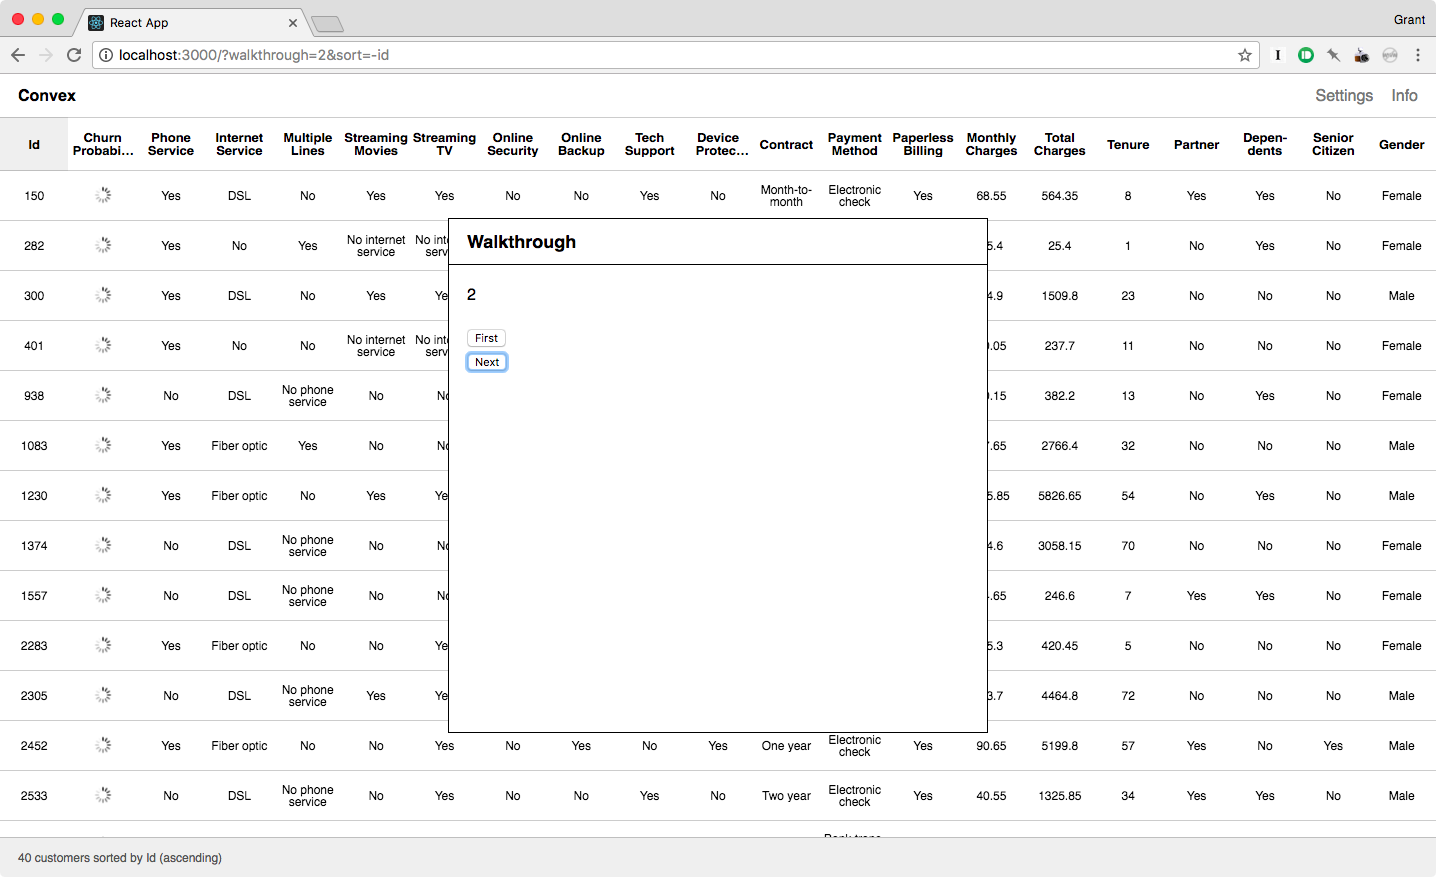 React App
Grant
localhost:3000/?walkthrough=2&sort=-id
Convex
Settings Info
Id Churn Probabi... Phone Service Internet Service Multiple Lines Streaming Movies Streaming TV Online Security Online Backup Tech Support Device Protec... Contract Payment Method Paperless Billing Monthly Charges Total Charges Tenure Partner Depen-dents Senior Citizen Gender
150 Yes DSL No Yes Yes No No Yes No Month-to-month Electronic check Yes 68.55 564.35 8 Yes Yes No Female
282 Yes No Yes No internet service 5.4 25.4 1 No Yes No Female
300 Yes DSL No Yes 4.9 1509.8 23 No No No Male
401 Yes No No No internet service .05 237.7 11 No No No Female
938 No DSL No phone service No .15 382.2 13 No Yes No Female
1083 Yes Fiber optic Yes No .65 2766.4 32 No No No Male
1230 Yes Fiber optic No Yes 5.85 5826.65 54 No Yes No Male
1374 No DSL No phone service No 4.6 3058.15 70 No No No Female
1557 No DSL No phone service No .65 246.6 7 Yes Yes No Female
2283 Yes Fiber optic No No 5.3 420.45 5 No No No Female
2305 No DSL No phone service Yes 3.7 4464.8 72 No No No Male
2452 Yes Fiber optic No No Yes No Yes No Yes One year Electronic check Yes 90.65 5199.8 57 Yes No Yes Male
2533 No DSL No phone service No Yes No No Yes No Two year Electronic check Yes 40.55 1325.85 34 Yes Yes No Male
Walkthrough
2
First
Next
40 customers sorted by Id (ascending)